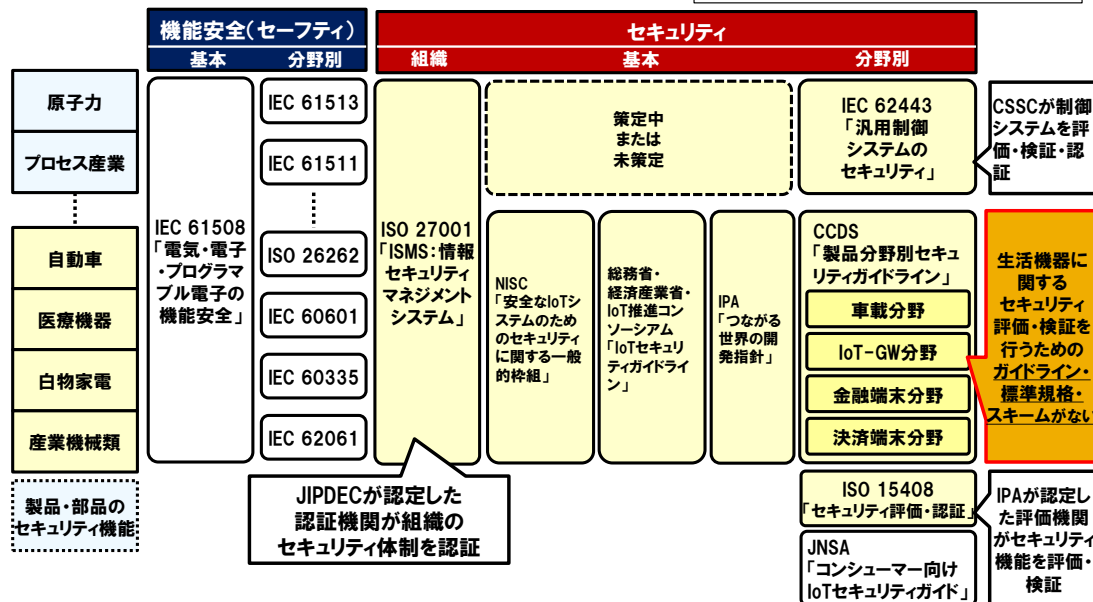 機能安全(セーフティ)
基本
分野別
セキュリティ
組織
基本
分野別
原子力
プロセス産業
自動車
医療機器
白物家電
産業機械類
製品・部品の
セキュリティ機能
IEC 61508
「電気・電子
・プログラマ
ブル電子の
機能安全」
IEC 61513
IEC 61511
ISO 26262
IEC 60601
IEC 60335
IEC 62061
ISO 27001
「ISMS:情報
セキュリティ
マネジメント
システム」
JIPDECが認定した
認証機関が組織の
セキュリティ体制を認証
策定中
または
未策定
NISC
「安全なIoTシ
ステムのため
のセキュリティ
に関する一般
的枠組」
総務省・
経済産業省・
IoT推進コン
ソーシアム
「IoTセキュリ
ティガイドライ
ン」
IPA
「つながる
世界の開
発指針」
IEC 62443
「汎用制御
システムの
セキュリティ」
CCDS
「製品分野別セキュ
リティガイドライン」
車載分野
IoT-GW分野
金融端末分野
決済端末分野
ISO 15408
「セキュリティ評価・認証」
JNSA
「コンシューマー向け
IoTセキュリティガイド」
CSSCが制御
システムを評
価・検証・認
証
生活機器に
関する
セキュリティ
評価・検証を
行うための
ガイドライン・
標準規格・
スキームがない
IPAが認定し
た評価機関
がセキュリティ
機能を評価・
検証